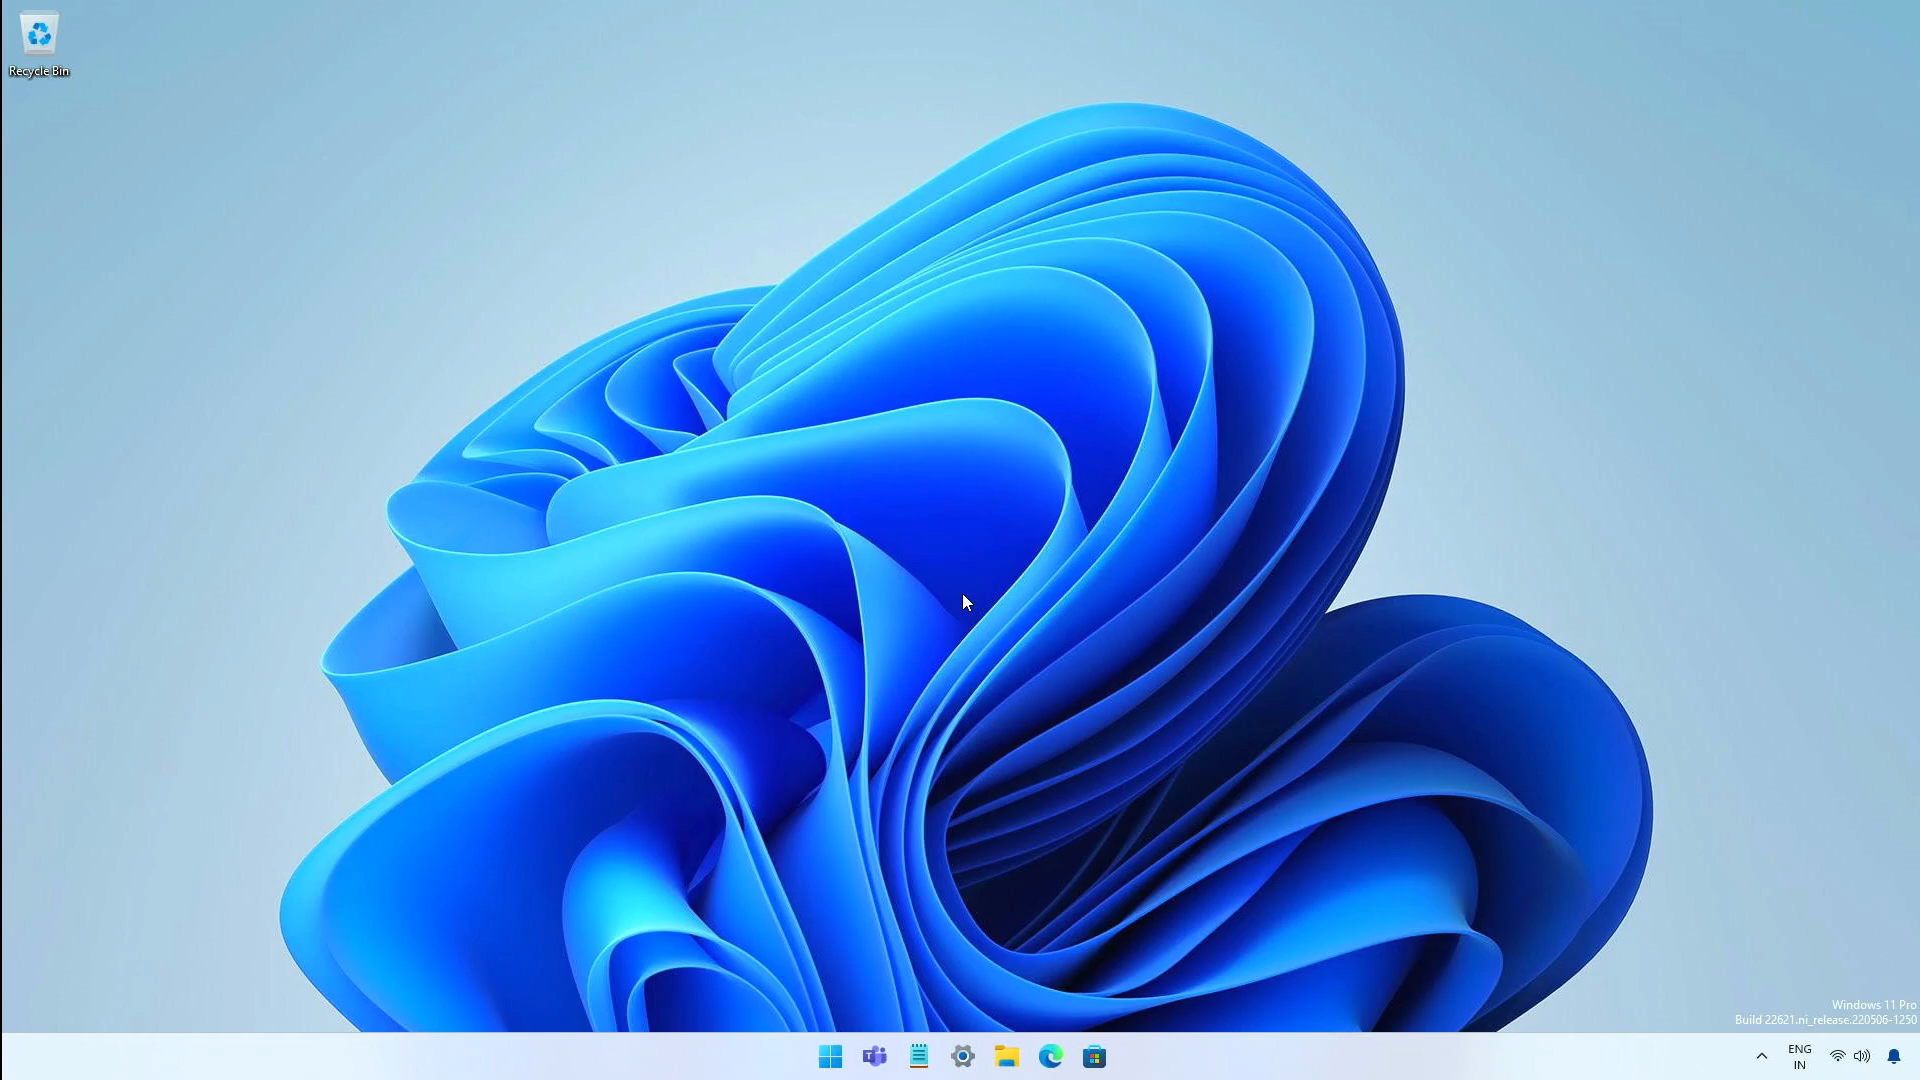 Recycle Bin
Windows 11 Pro
Build 22621.ni_release.220506-1250
ENG
IN